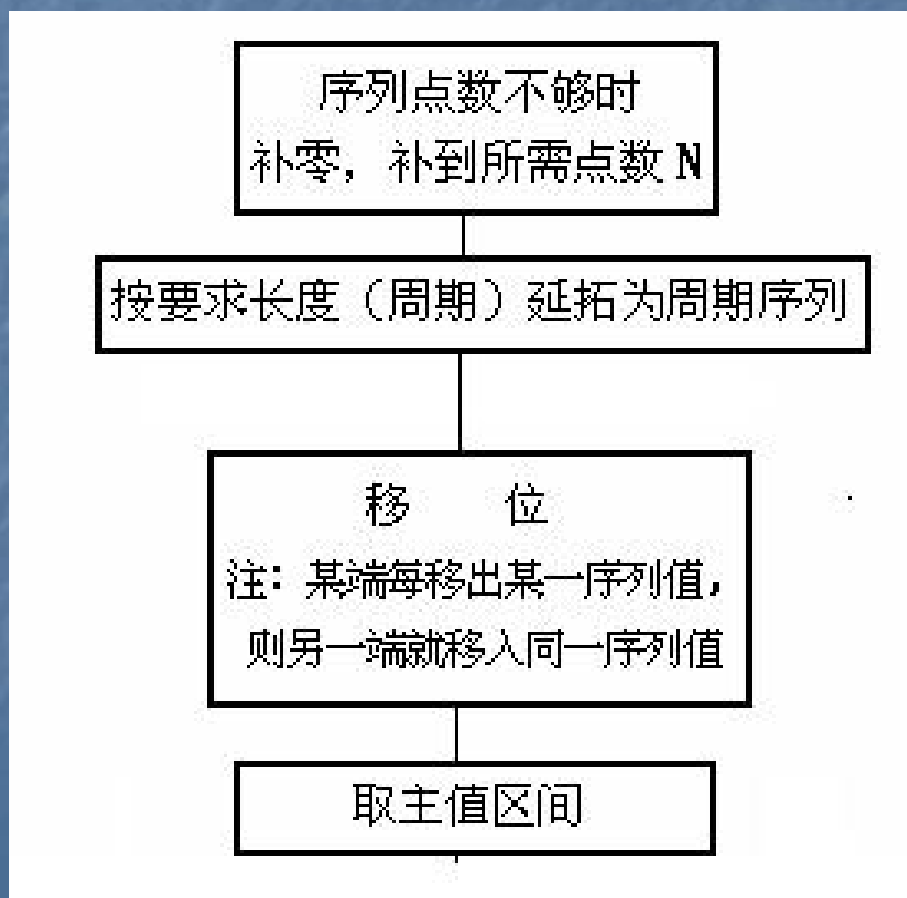 序列点数不够时
补零，补到所需点数 N
按要求长度（周期）延拓为周期序列
移 位
注：某端每移出某一序列值，
则另一端就移入同一序列值
取主值区间